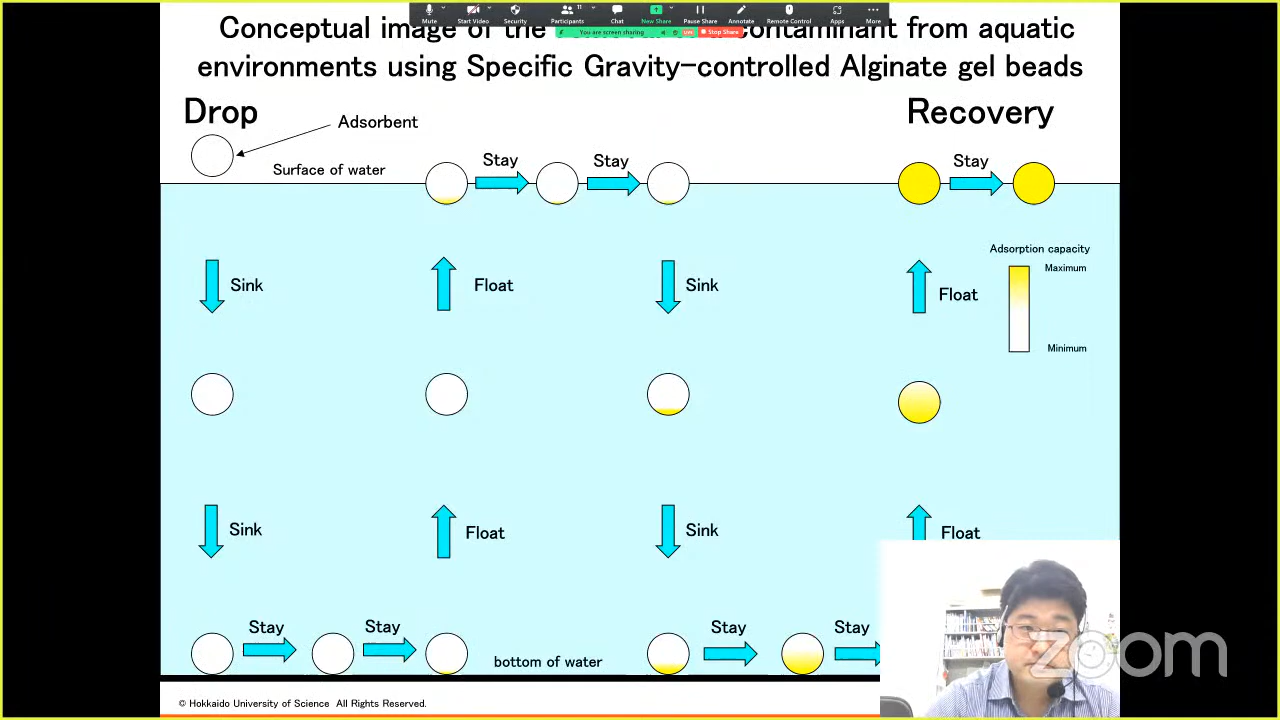 Mute
Start Video
Security
Participants
11
Chat
New Share
Pause Share
Annotate
Remote Control
Apps
More
You are screen sharing
LIVE
Stop Share
Conceptual image of the contaminant from aquatic
environments using Specific Gravity-controlled Alginate gel beads
Drop
Recovery
Adsorbent
Surface of water
Stay
Stay
Stay
Adsorption capacity
Maximum
Minimum
Sink
Float
Sink
Float
Sink
Float
Sink
Float
Stay
Stay
bottom of water
Stay
Stay
© Hokkaido University of Science All Rights Reserved.
zoom